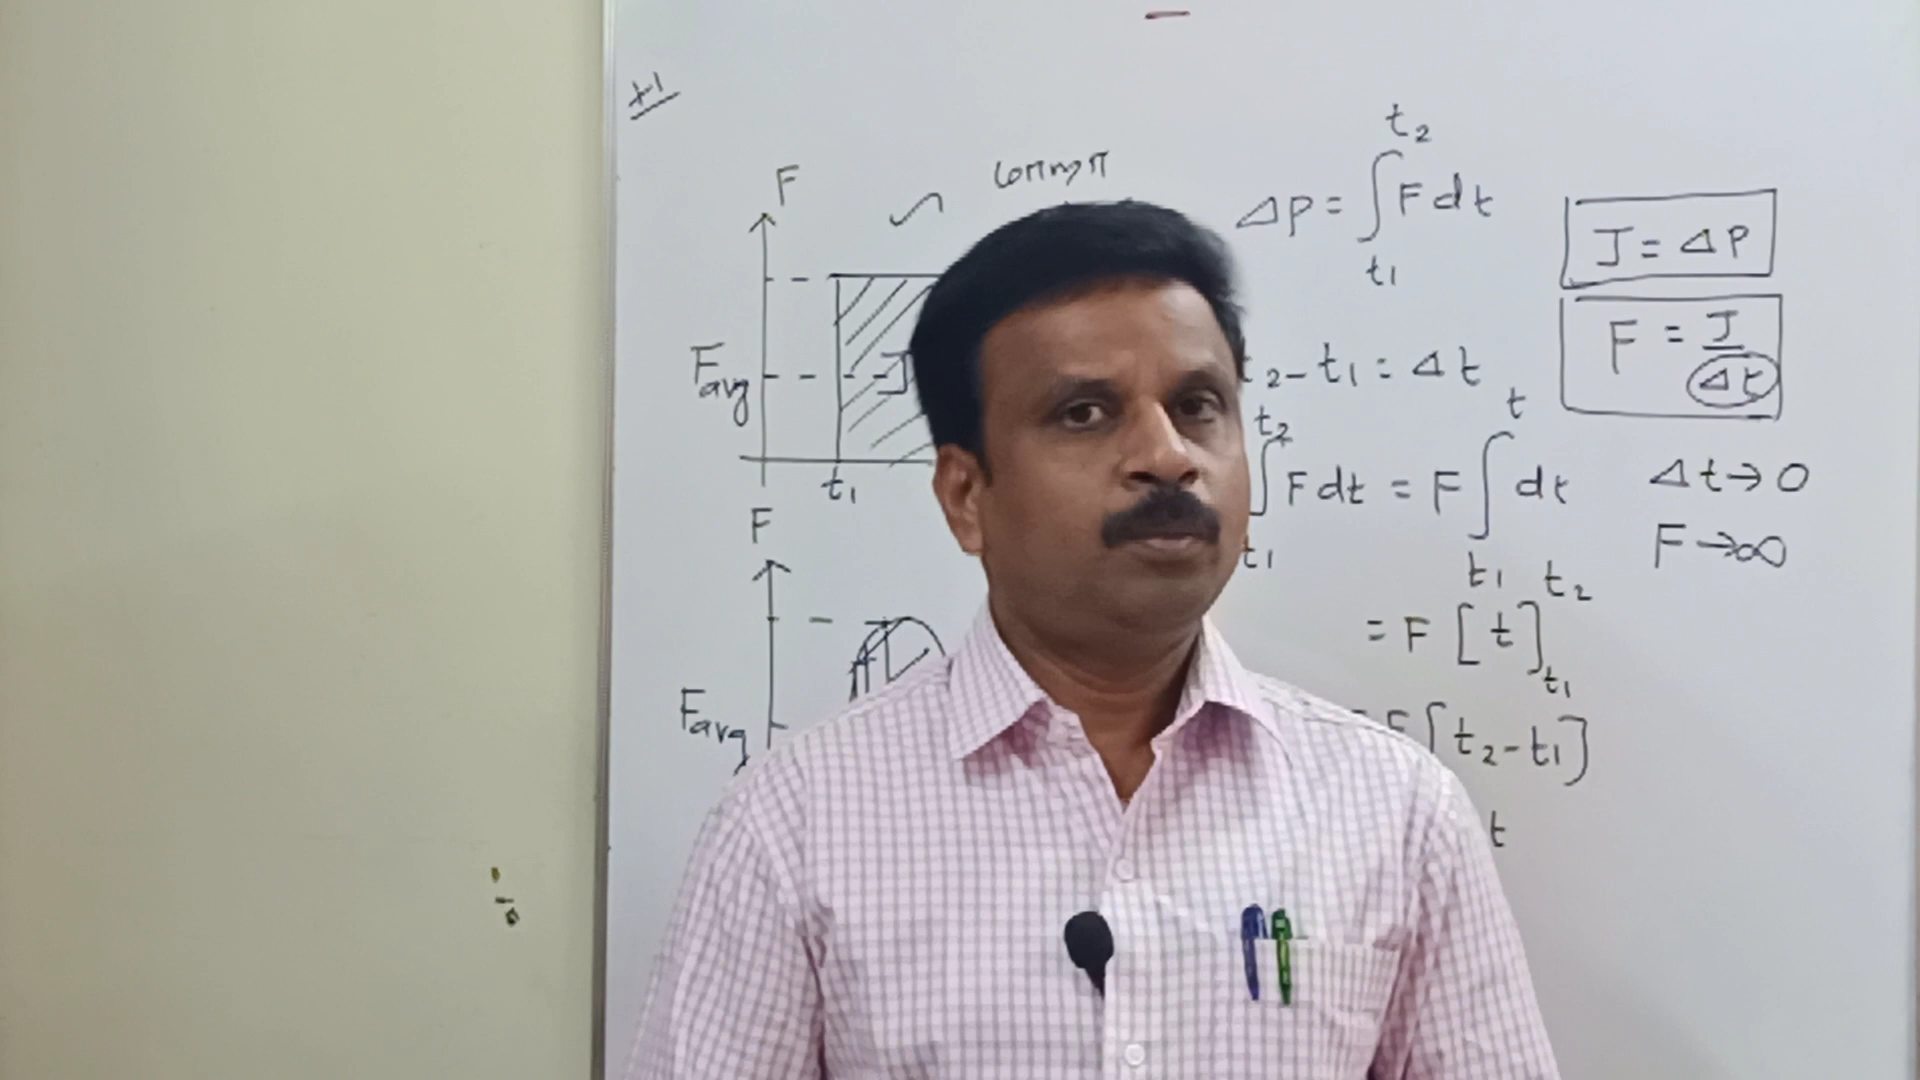 +1
F
மாறா
Favg
J
t₁
F
Favg
t₂
ΔP = ∫ F dt
t₁
t₂ - t₁ = Δt
t₂ t
∫ F dt = F ∫ dt
t₁ t₁
= F [t]
t₂
t₁
= F [t₂ - t₁]
t
J = ΔP
F = J
Δt
Δt → 0
F → ∞